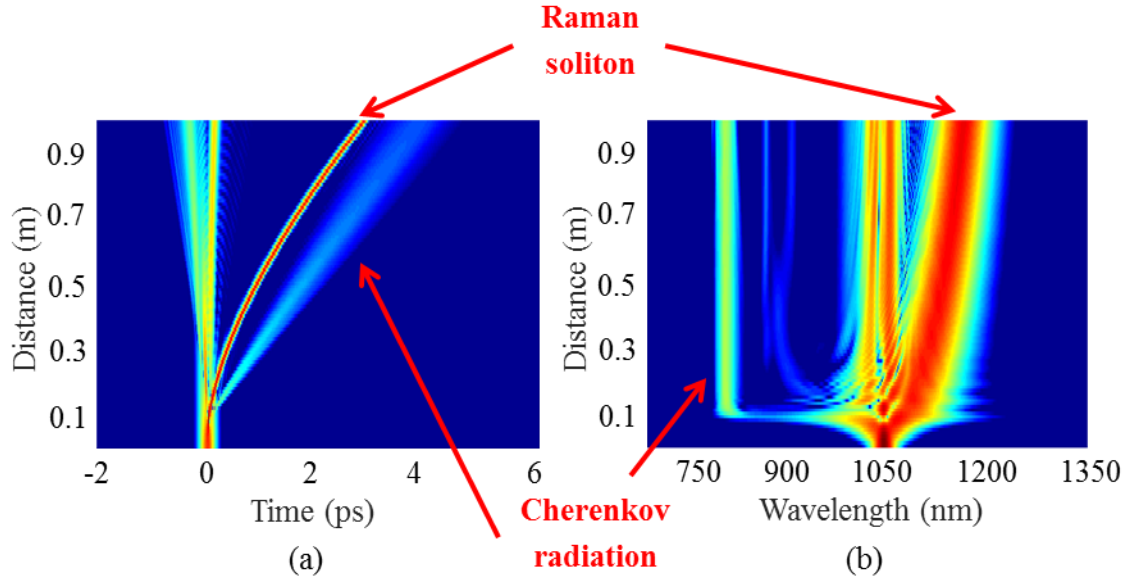 Raman
soliton
Distance (m)
0.9
0.7
0.5
0.3
0.1
-2
0
2
4
6
Time (ps)
(a)
Distance (m)
0.9
0.7
0.5
0.3
0.1
750
900
1050
1200
1350
Wavelength (nm)
(b)
Cherenkov
radiation